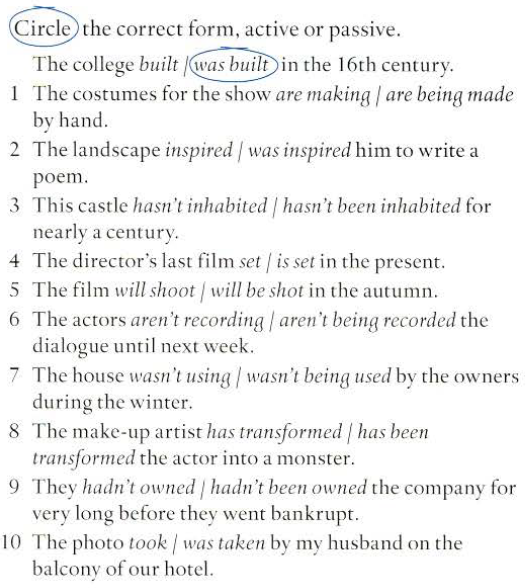 Circle the correct form, active or passive.
The college built / was built in the 16th century.
1 The costumes for the show are making / are being made
by hand.
2 The landscape inspired / was inspired him to write a
poem.
3 This castle hasn't inhabited / hasn't been inhabited for
nearly a century.
4 The director's last film set / is set in the present.
5 The film will shoot / will be shot in the autumn.
6 The actors aren't recording / aren't being recorded the
dialogue until next week.
7 The house wasn't using / wasn't being used by the owners
during the winter.
8 The make-up artist has transformed / has been
transformed the actor into a monster.
9 They hadn't owned / hadn't been owned the company for
very long before they went bankrupt.
10 The photo took / was taken by my husband on the
balcony of our hotel.